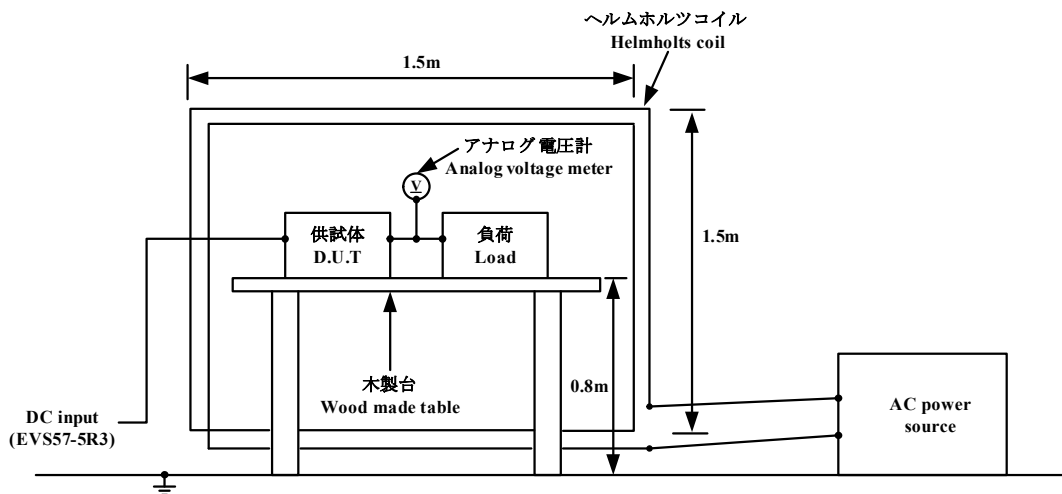 ヘルムホルツコイル
Helmholts coil
1.5m
アナログ電圧計
Analog voltage meter
V
供試体
D.U.T
負荷
Load
1.5m
木製台
Wood made table
0.8m
DC input
(EVS57-5R3)
AC power
source